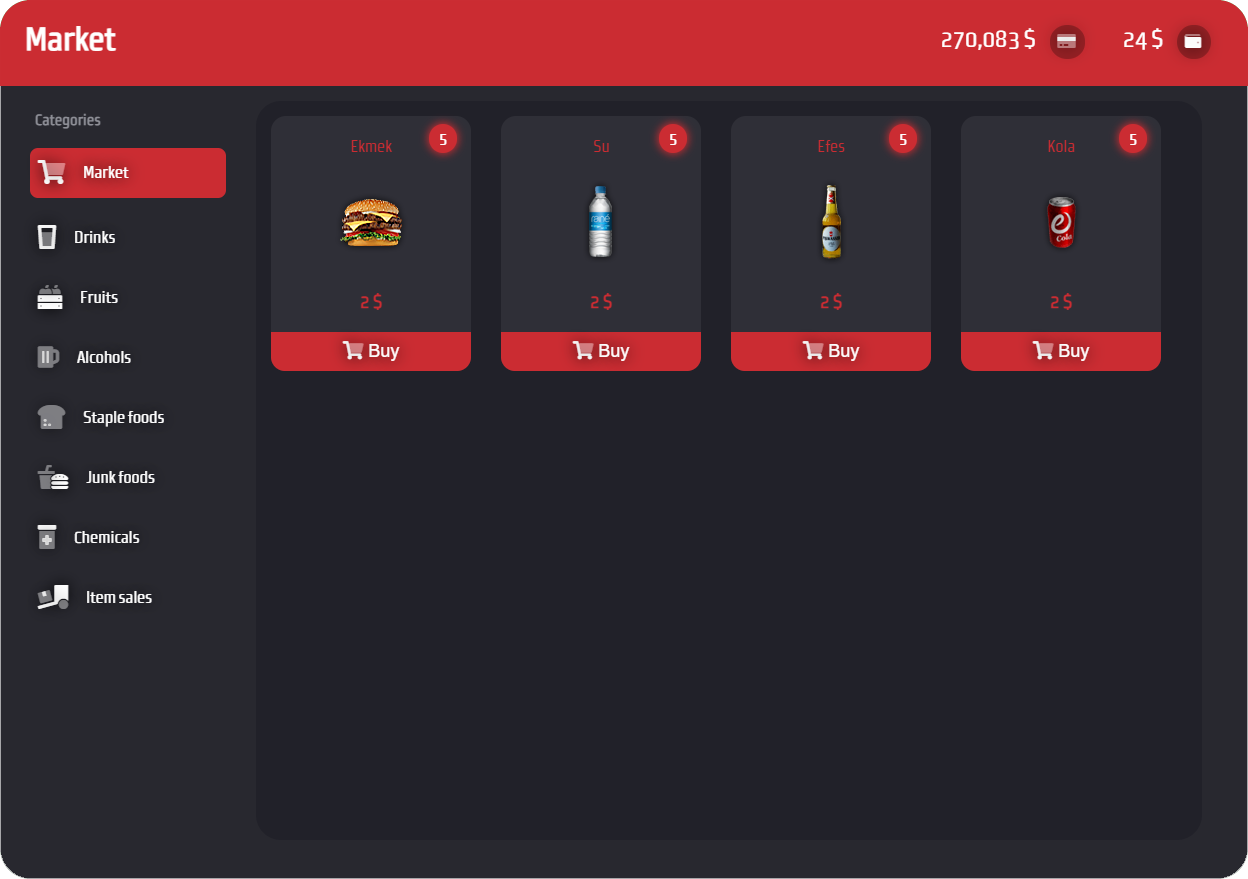 Market
270,083 $
24 $
Categories
Market
Drinks
Fruits
Alcohols
Staple foods
Junk foods
Chemicals
Item sales
Ekmek
5
2 $
Buy
Su
5
2 $
Buy
Efes
5
2 $
Buy
Kola
5
Cola
2 $
Buy